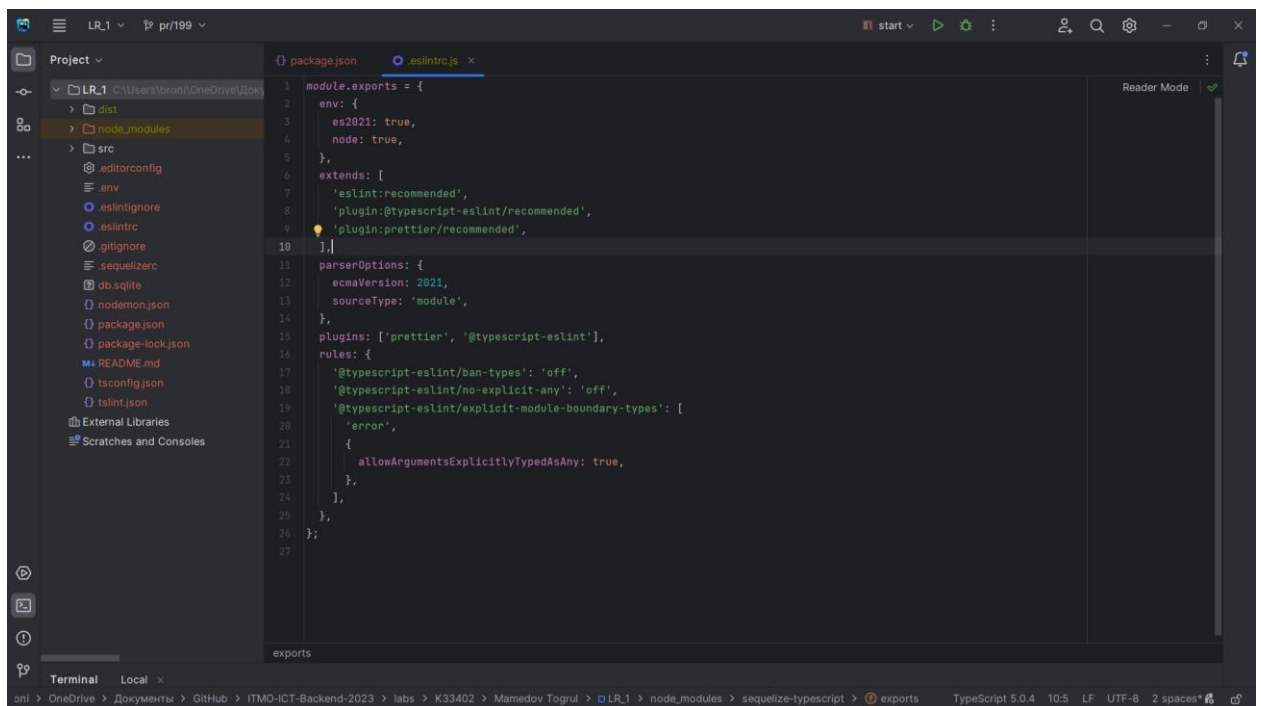 LR_1 pr/199 start
Project
package.json .eslintrc.js
Reader Mode
LR_1 C:\Users\broni\OneDrive\Доку
dist
node_modules
src
.editorconfig
.env
.eslintignore
.eslintrc
.gitignore
.sequelizerc
db.sqlite
nodemon.json
package.json
package-lock.json
README.md
tsconfig.json
tslint.json
External Libraries
Scratches and Consoles
1 module.exports = {
2 env: {
3 es2021: true,
4 node: true,
5 },
6 extends: [
7 'eslint:recommended',
8 'plugin:@typescript-eslint/recommended',
9 'plugin:prettier/recommended',
10 ],
11 parserOptions: {
12 ecmaVersion: 2021,
13 sourceType: 'module',
14 },
15 plugins: ['prettier', '@typescript-eslint'],
16 rules: {
17 '@typescript-eslint/ban-types': 'off',
18 '@typescript-eslint/no-explicit-any': 'off',
19 '@typescript-eslint/explicit-module-boundary-types': [
20 'error',
21 {
22 allowArgumentsExplicitlyTypedAsAny: true,
23 },
24 ],
25 },
26 };
27
exports
Terminal Local
oni > OneDrive > Документы > GitHub > ITMO-ICT-Backend-2023 > labs > K33402 > Mamedov Togrul > LR_1 > node_modules > sequelize-typescript > exports TypeScript 5.0.4 10:5 LF UTF-8 2 spaces*